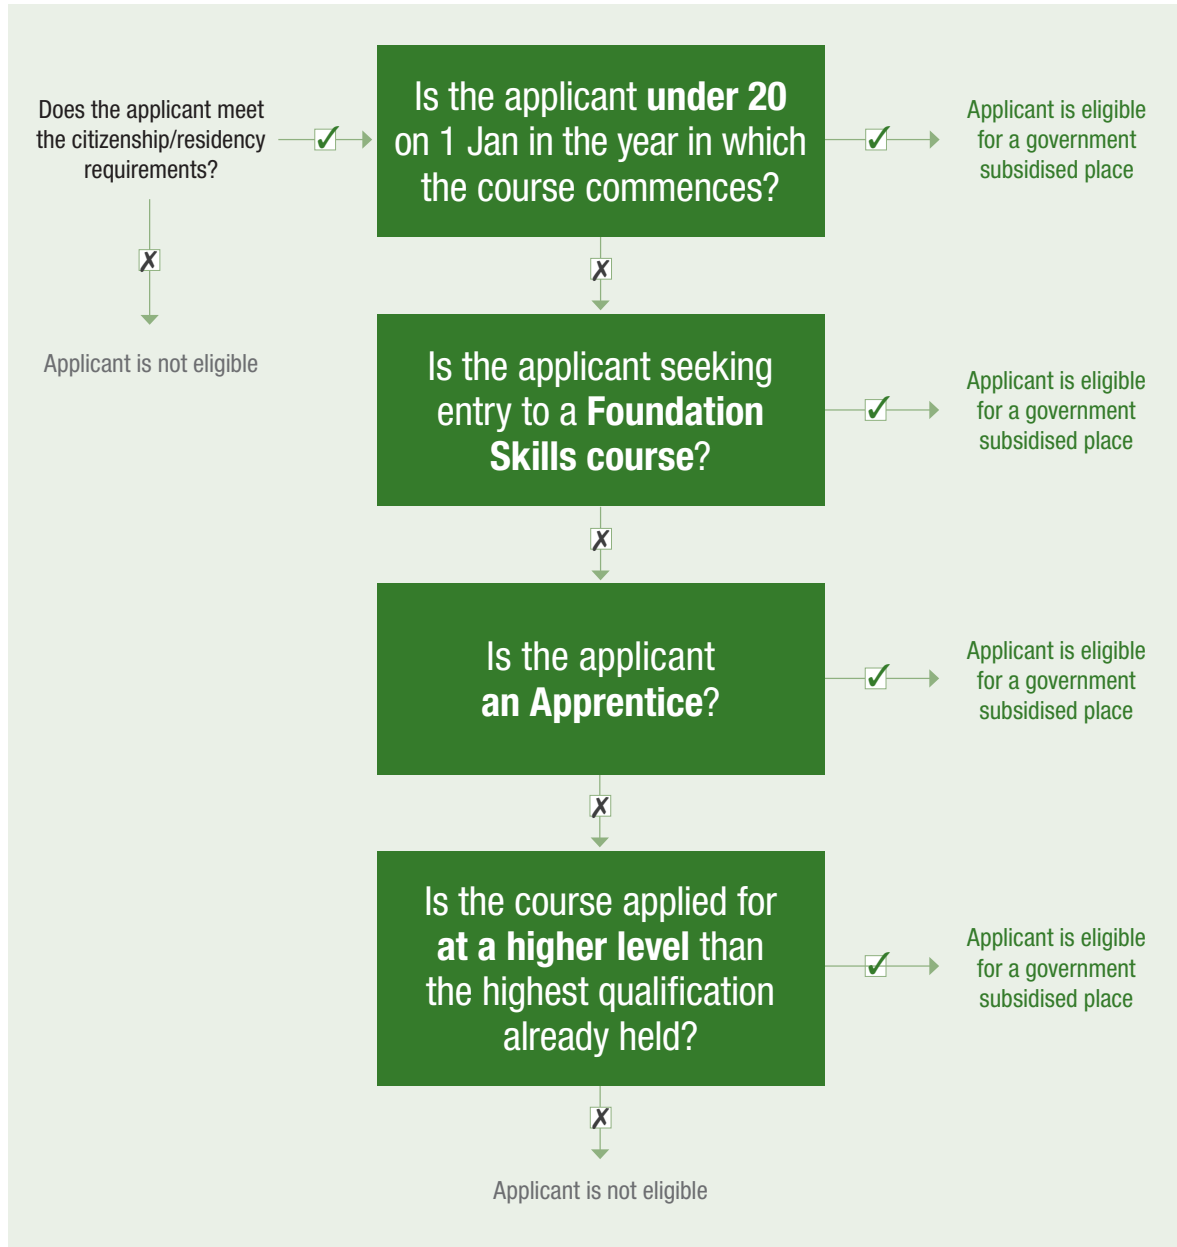 Does the applicant meet
the citizenship/residency
requirements?
Is the applicant under 20
on 1 Jan in the year in which
the course commences?
Applicant is eligible
for a government
subsidised place
Applicant is not eligible
Is the applicant seeking
entry to a Foundation
Skills course?
Applicant is eligible
for a government
subsidised place
Is the applicant
an Apprentice?
Applicant is eligible
for a government
subsidised place
Is the course applied for
at a higher level than
the highest qualification
already held?
Applicant is eligible
for a government
subsidised place
Applicant is not eligible